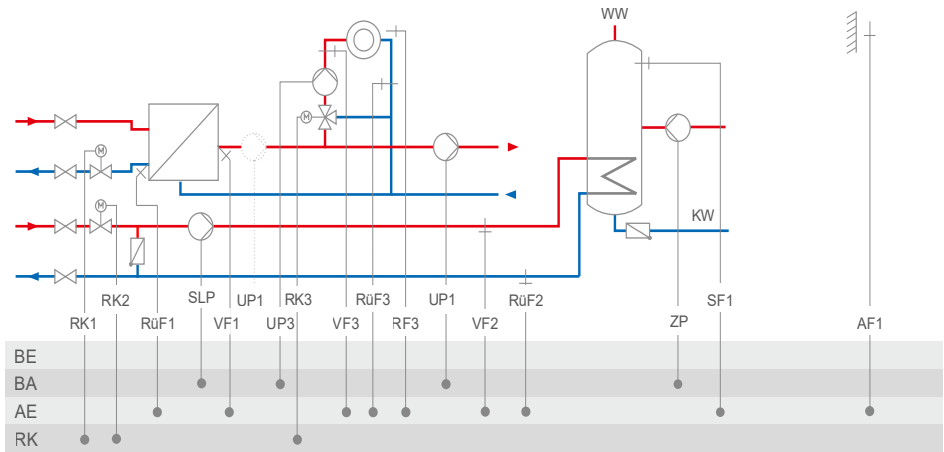 WW
M
M
M
KW
RK1
RK2
RüF1
SLP
VF1
UP1
UP3
RK3
VF3
RüF3
RF3
UP1
VF2
RüF2
ZP
SF1
AF1
BE
BA
AE
RK